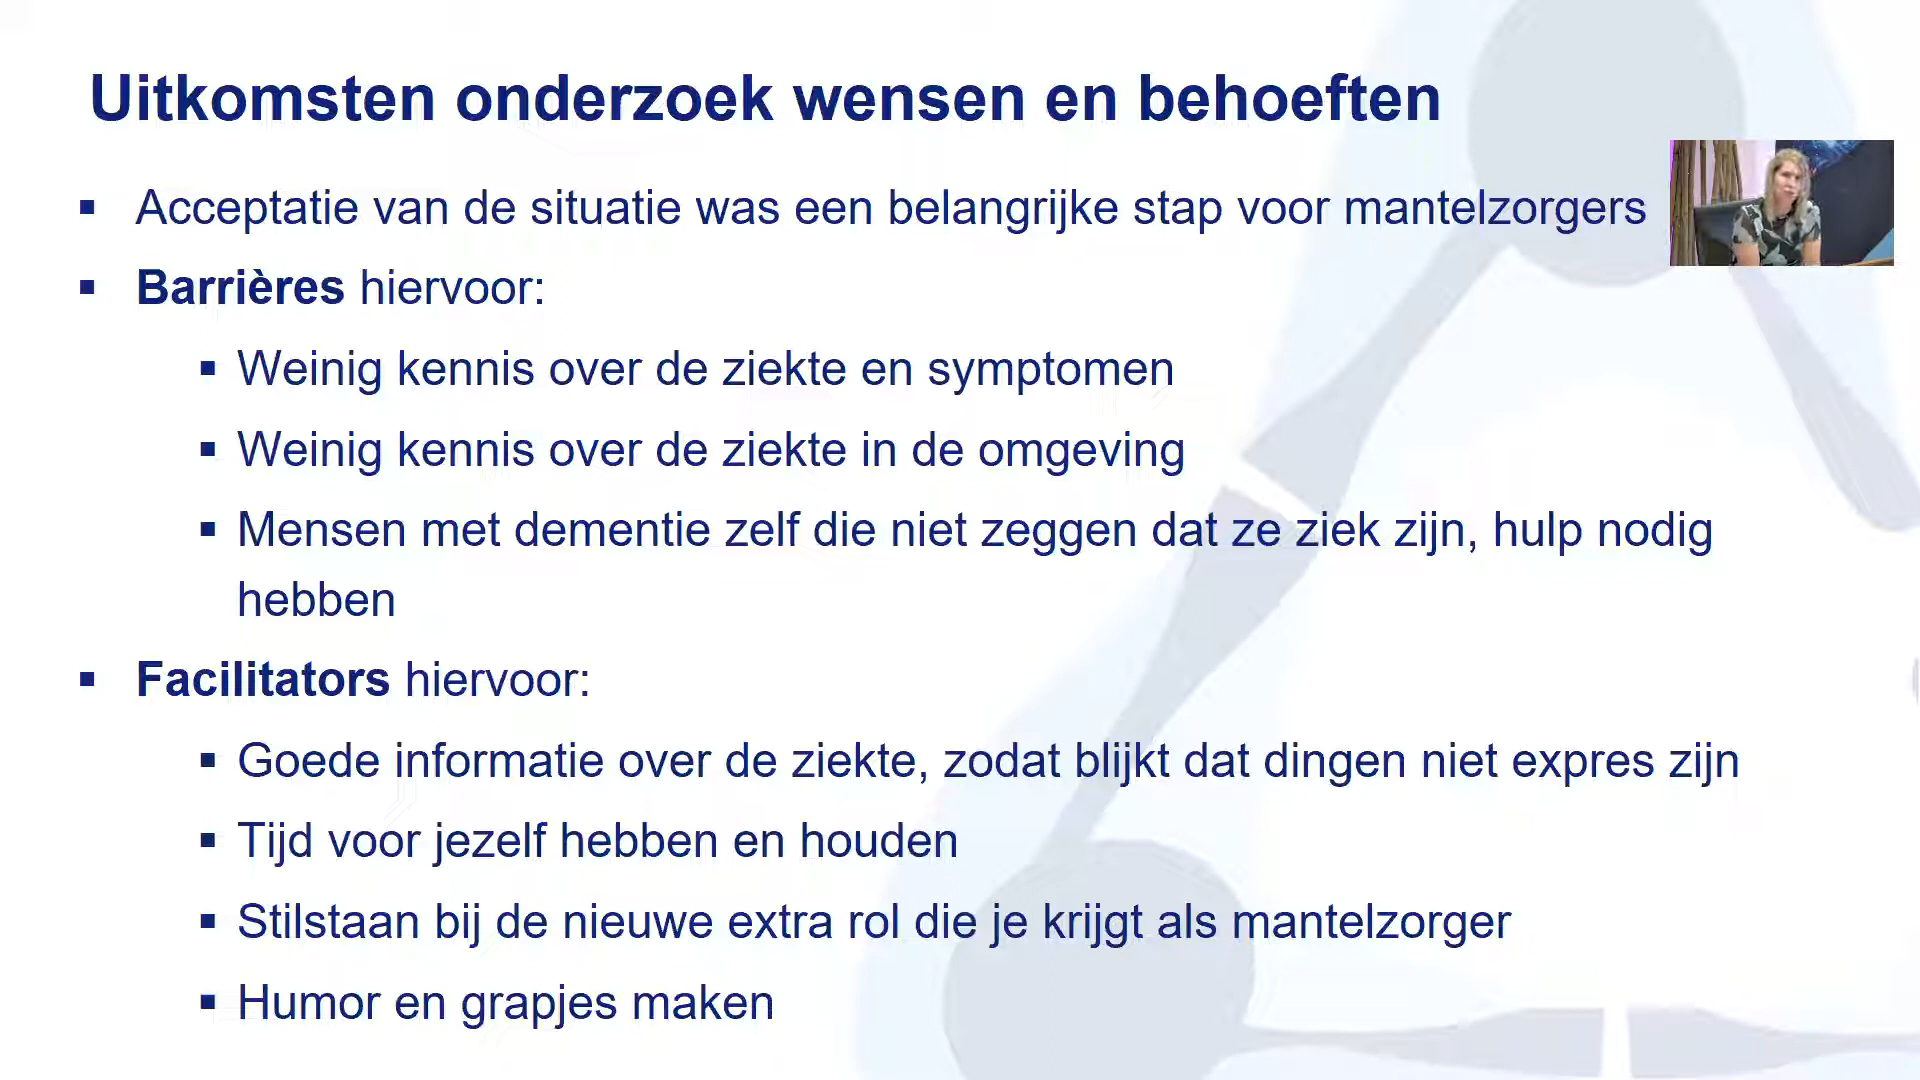 Uitkomsten onderzoek wensen en behoeften
▪ Acceptatie van de situatie was een belangrijke stap voor mantelzorgers
▪ Barrières hiervoor:
▪ Weinig kennis over de ziekte en symptomen
▪ Weinig kennis over de ziekte in de omgeving
▪ Mensen met dementie zelf die niet zeggen dat ze ziek zijn, hulp nodig
hebben
▪ Facilitators hiervoor:
▪ Goede informatie over de ziekte, zodat blijkt dat dingen niet expres zijn
▪ Tijd voor jezelf hebben en houden
▪ Stilstaan bij de nieuwe extra rol die je krijgt als mantelzorger
▪ Humor en grapjes maken